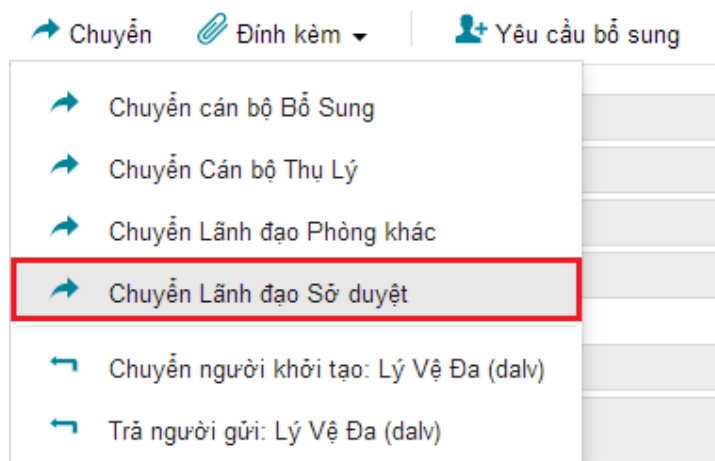 Chuyển Đính kèm Yêu cầu bổ sung
Chuyển cán bộ Bổ Sung
Chuyển Cán bộ Thụ Lý
Chuyển Lãnh đạo Phòng khác
Chuyển Lãnh đạo Sở duyệt
Chuyển người khởi tạo: Lý Vệ Đa (dalv)
Trả người gửi: Lý Vệ Đa (dalv)